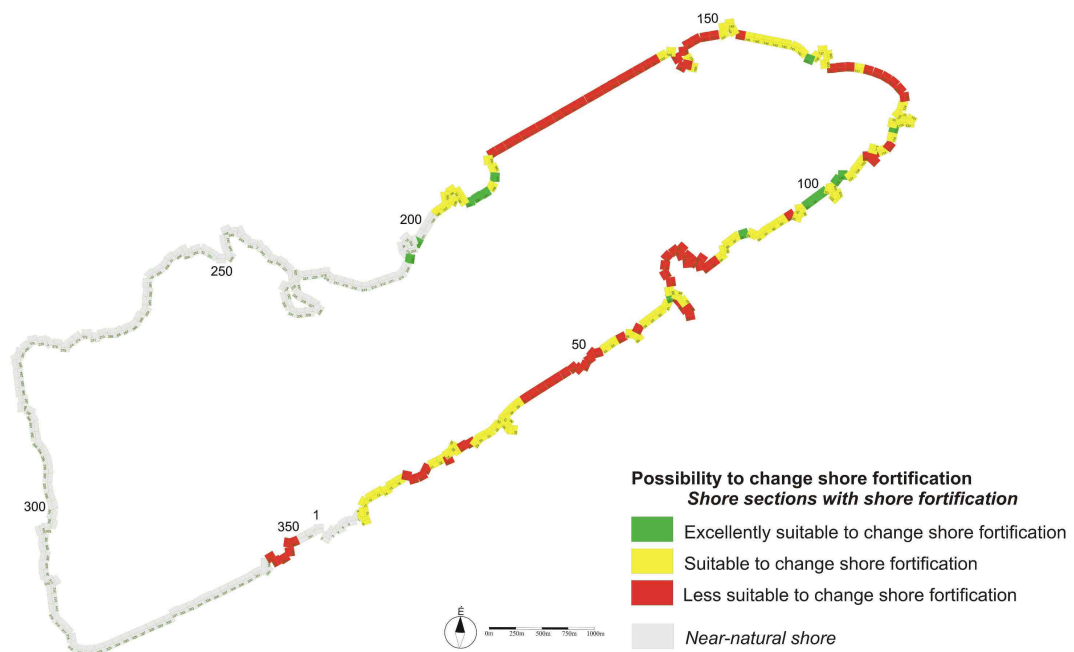 150
100
200
250
50
300
350
1
Possibility to change shore fortification
Shore sections with shore fortification
Excellently suitable to change shore fortification
Suitable to change shore fortification
Less suitable to change shore fortification
Near-natural shore
É
0m 250m 500m 750m 1000m